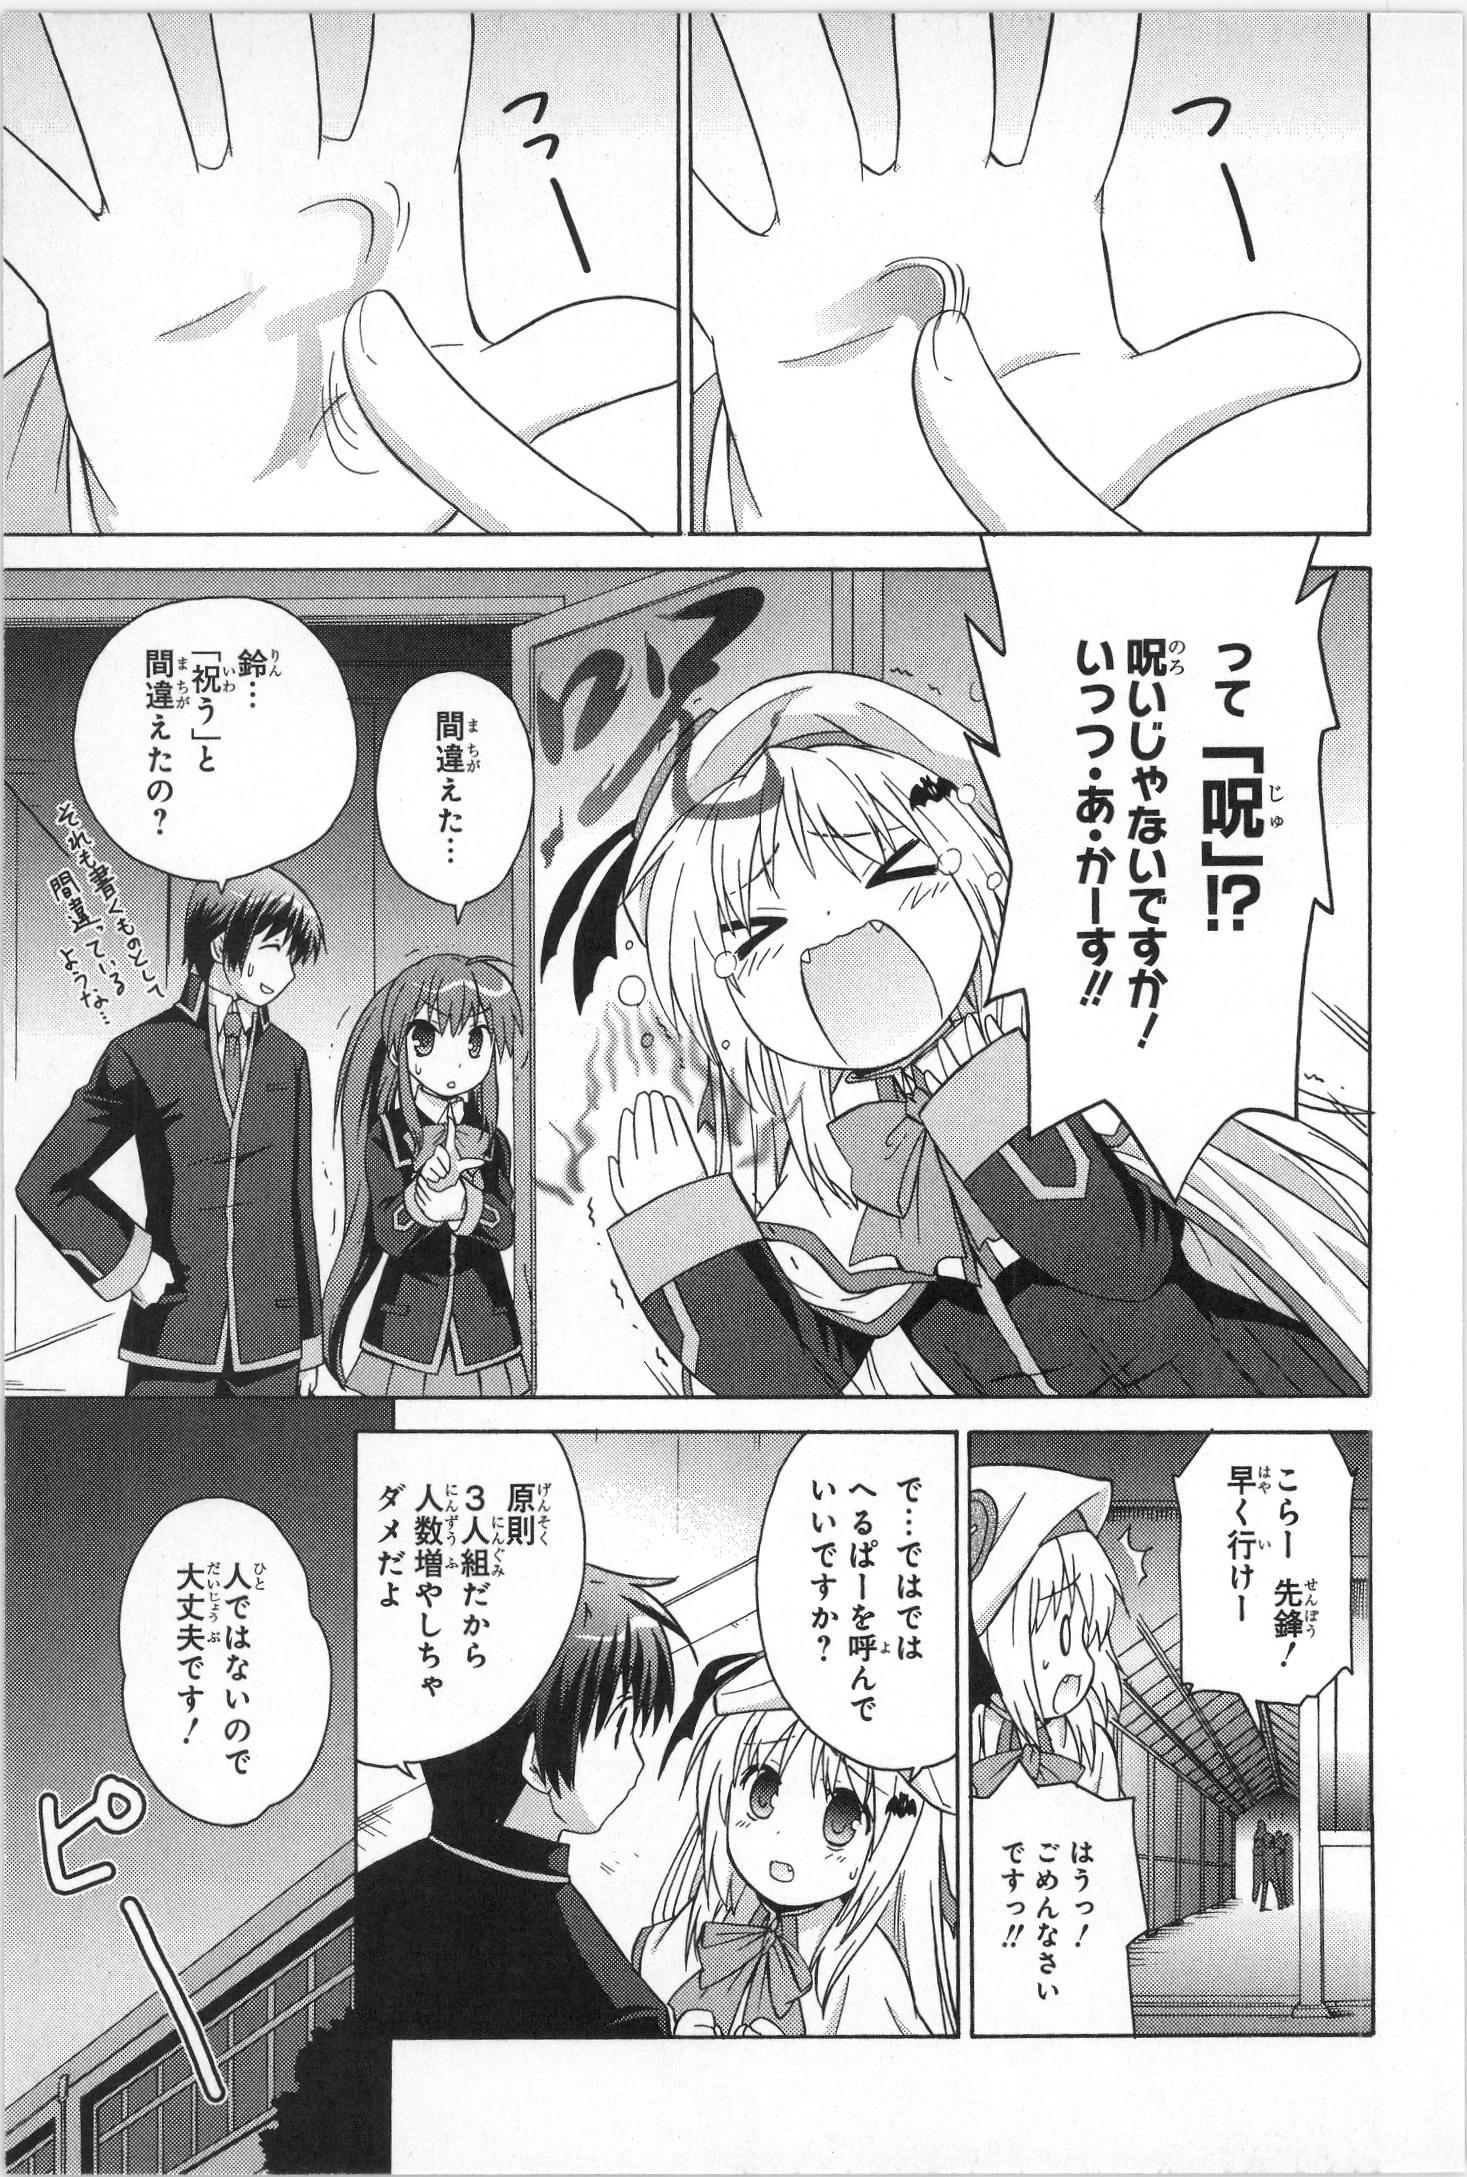 つー
つつー
って「呪」!?
呪いじゃないですか!
いっつ・あ・かーす!!
間違えた…
鈴…
「祝う」と
間違えたの?
それも書くものとして
間違っている
ような…
こらー 先鋒!
早く行けー
はうっ!
ごめんなさい
ですっ!!
で…ではでは
へるぱーを呼んで
いいですか?
原則
3人組だから
人数増やしちゃ
ダメだよ
人ではないので
大丈夫です!
ピー